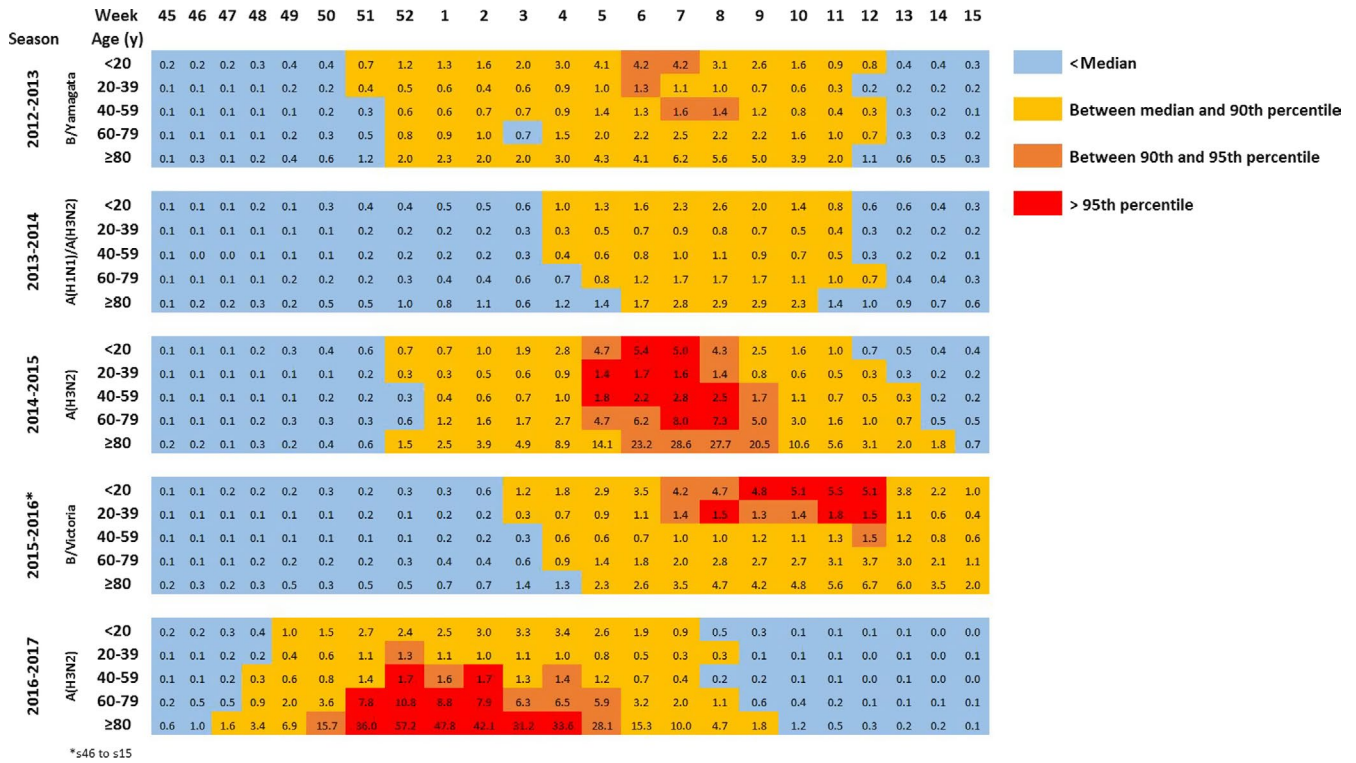 Week 45 46 47 48 49 50 51 52 1 2 3 4 5 6 7 8 9 10 11 12 13 14 15
Season Age (y)
2012-2013
B/Yamagata
<20 0.2 0.2 0.2 0.3 0.4 0.4 0.7 1.2 1.3 1.6 2.0 3.0 4.1 4.2 4.2 3.1 2.6 1.6 0.9 0.8 0.4 0.4 0.3
20-39 0.1 0.1 0.1 0.1 0.2 0.2 0.4 0.5 0.6 0.4 0.6 0.9 1.0 1.3 1.1 1.0 0.7 0.6 0.3 0.2 0.2 0.2 0.2
40-59 0.1 0.1 0.1 0.1 0.2 0.2 0.3 0.6 0.6 0.7 0.7 0.9 1.4 1.3 1.6 1.4 1.2 0.8 0.4 0.3 0.3 0.2 0.1
60-79 0.1 0.1 0.1 0.2 0.2 0.3 0.5 0.8 0.9 1.0 0.7 1.5 2.0 2.2 2.5 2.2 2.2 1.6 1.0 0.7 0.3 0.3 0.2
≥80 0.1 0.3 0.1 0.2 0.4 0.6 1.2 2.0 2.3 2.0 2.0 3.0 4.3 4.1 6.2 5.6 5.0 3.9 2.0 1.1 0.6 0.5 0.3
2013-2014
A(H1N1)/A(H3N2)
<20 0.1 0.1 0.1 0.2 0.1 0.3 0.4 0.4 0.5 0.5 0.6 1.0 1.3 1.6 2.3 2.6 2.0 1.4 0.8 0.6 0.6 0.4 0.3
20-39 0.1 0.1 0.1 0.1 0.1 0.1 0.2 0.2 0.2 0.2 0.3 0.3 0.5 0.7 0.9 0.8 0.7 0.5 0.4 0.3 0.2 0.2 0.2
40-59 0.1 0.0 0.0 0.1 0.1 0.1 0.2 0.2 0.2 0.2 0.3 0.4 0.6 0.8 1.0 1.1 0.9 0.7 0.5 0.3 0.2 0.2 0.1
60-79 0.1 0.1 0.1 0.1 0.2 0.2 0.2 0.3 0.4 0.4 0.6 0.7 0.8 1.2 1.7 1.7 1.7 1.1 1.0 0.7 0.4 0.4 0.3
≥80 0.1 0.2 0.2 0.3 0.2 0.5 0.5 1.0 0.8 1.1 0.6 1.2 1.4 1.7 2.8 2.9 2.9 2.3 1.4 1.0 0.9 0.7 0.6
2014-2015
A(H3N2)
<20 0.1 0.1 0.1 0.2 0.3 0.4 0.6 0.7 0.7 1.0 1.9 2.8 4.7 5.4 4.3 2.5 1.6 1.0 0.7 0.5 0.4 0.4
20-39 0.1 0.1 0.1 0.1 0.1 0.2 0.2 0.3 0.3 0.5 0.6 0.9 1.4 1.7 1.6 1.4 0.8 0.6 0.5 0.3 0.3 0.2 0.2
40-59 0.1 0.1 0.1 0.1 0.1 0.2 0.2 0.3 0.4 0.6 0.7 1.0 1.8 2.2 2.8 2.5 1.7 1.1 0.7 0.5 0.3 0.2 0.2
60-79 0.1 0.1 0.1 0.2 0.3 0.3 0.3 0.6 1.2 1.6 1.7 2.7 4.7 6.2 8.0 7.3 5.0 3.0 1.6 1.0 0.7 0.5 0.5
≥80 0.2 0.2 0.1 0.3 0.2 0.4 0.6 1.5 2.5 3.9 4.9 8.9 14.1 23.2 28.6 27.7 20.5 10.6 5.6 3.1 2.0 1.8 0.7
2015-2016*
B/Victoria
<20 0.1 0.1 0.2 0.2 0.2 0.3 0.2 0.3 0.3 0.6 1.2 1.8 2.9 3.5 4.2 4.7 4.8 5.1 5.5 5.1 3.8 2.2 1.0
20-39 0.1 0.1 0.1 0.1 0.1 0.1 0.1 0.2 0.1 0.2 0.3 0.7 0.9 1.1 1.4 1.5 1.3 1.4 1.8 1.5 1.1 0.6 0.4
40-59 0.1 0.1 0.1 0.1 0.1 0.1 0.1 0.1 0.2 0.2 0.3 0.6 0.6 0.7 1.0 1.0 1.2 1.1 1.3 1.5 1.2 0.8 0.6
60-79 0.1 0.1 0.1 0.1 0.2 0.2 0.2 0.3 0.4 0.4 0.6 0.9 1.4 1.8 2.0 2.8 2.7 2.7 3.1 3.7 3.0 2.1 1.1
≥80 0.2 0.3 0.2 0.3 0.5 0.3 0.5 0.5 0.7 0.7 1.4 1.3 2.3 2.6 3.5 4.7 4.2 4.8 5.6 6.7 6.0 3.5 2.0
2016-2017
A(H3N2)
<20 0.2 0.2 0.3 0.4 1.0 1.5 2.7 2.4 2.5 3.0 3.3 3.4 2.6 1.9 0.9 0.5 0.3 0.1 0.1 0.1 0.1 0.0 0.0
20-39 0.1 0.1 0.2 0.2 0.4 0.6 1.1 1.3 1.1 1.0 1.1 1.0 0.8 0.5 0.3 0.3 0.1 0.1 0.1 0.0 0.1 0.0 0.1
40-59 0.1 0.1 0.2 0.3 0.6 0.8 1.4 1.7 1.6 1.7 1.3 1.4 1.2 0.7 0.4 0.2 0.2 0.1 0.1 0.1 0.0 0.0 0.0
60-79 0.2 0.5 0.5 0.9 2.0 3.6 7.8 10.8 8.8 7.9 6.3 6.5 5.9 3.2 2.0 1.1 0.6 0.4 0.2 0.1 0.1 0.1 0.1
≥80 0.6 1.0 1.6 3.4 6.9 15.7 36.0 57.2 47.8 42.1 31.2 33.6 28.1 15.3 10.0 4.7 1.8 1.2 0.5 0.3 0.2 0.2 0.1
*s46 to s15
<Median
Between median and 90th percentile
Between 90th and 95th percentile
> 95th percentile